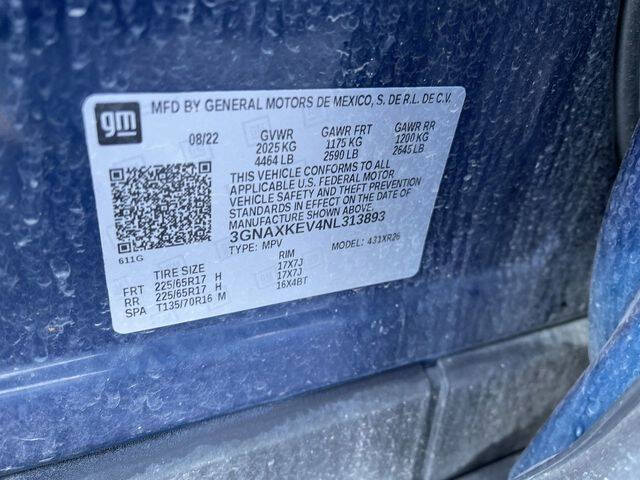 gm
MFD BY GENERAL MOTORS DE MEXICO, S. DE R.L. DE C.V.
08/22 GVWR GAWR FRT GAWR RR
2025 KG 1175 KG 1200 KG
4464 LB 2590 LB 2645 LB
THIS VEHICLE CONFORMS TO ALL
APPLICABLE U.S. FEDERAL MOTOR
VEHICLE SAFETY AND THEFT PREVENTION
STANDARDS IN EFFECT ON THE DATE OF
MANUFACTURE SHOWN ABOVE.
3GNAXKEV4NL313893
611G TYPE: MPV MODEL: 431XR26
TIRE SIZE RIM
FRT 225/65R17 H 17X7J
RR 225/65R17 H 17X7J
SPA T135/70R16 M 16X4BT